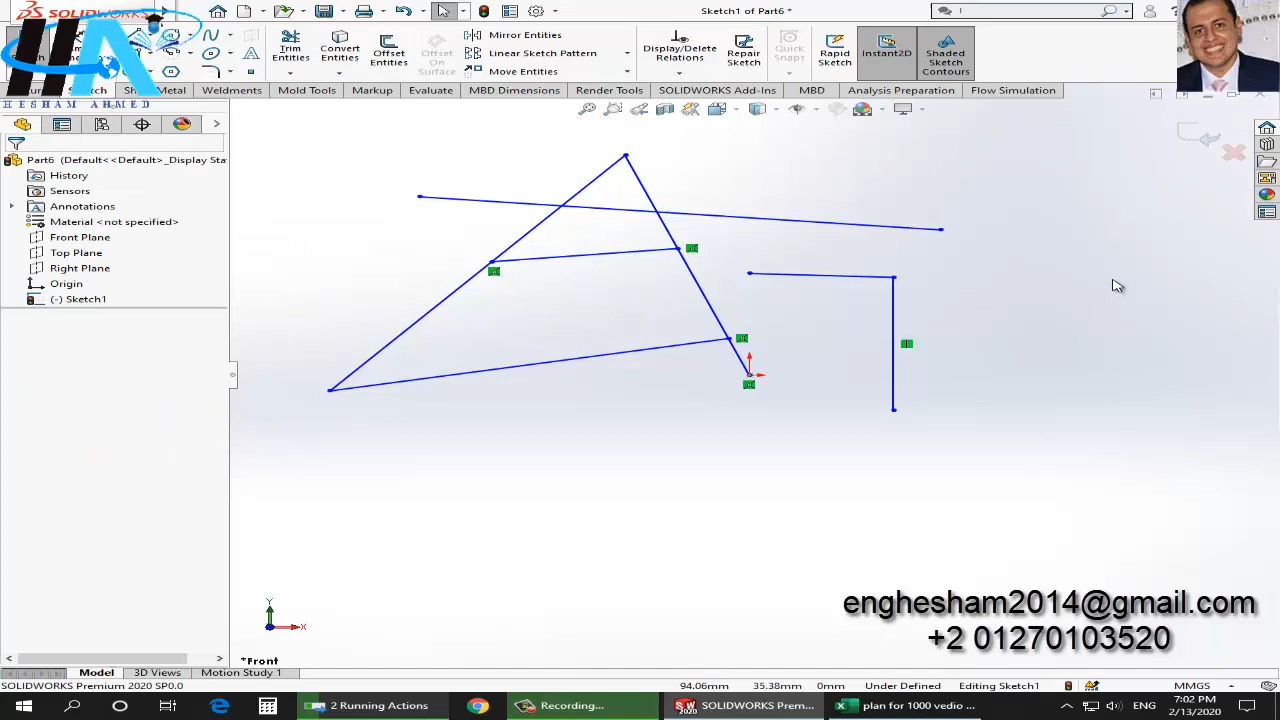 SOLIDWORKS
Sketch1 of Part6 *
HESHAM AHMED
Trim Entities
Convert Entities
Offset Entities
Offset On Surface
Mirror Entities
Linear Sketch Pattern
Move Entities
Display/Delete Relations
Repair Sketch
Quick Snaps
Rapid Sketch
Instant2D
Shaded Sketch Contours
Metal
Weldments
Mold Tools
Markup
Evaluate
MBD Dimensions
Render Tools
SOLIDWORKS Add-Ins
MBD
Analysis Preparation
Flow Simulation
Part6 (Default<<Default>_Display Sta
History
Sensors
Annotations
Material <not specified>
Front Plane
Top Plane
Right Plane
Origin
(-) Sketch1
Y
X
*Front
enghesham2014@gmail.com
+2 01270103520
Model
3D Views
Motion Study 1
SOLIDWORKS Premium 2020 SP0.0
94.06mm
35.38mm
0mm
Under Defined
Editing Sketch1
MMGS
2 Running Actions
Recording...
SOLIDWORKS Prem...
plan for 1000 vedio ...
ENG
7:02 PM
2/13/2020